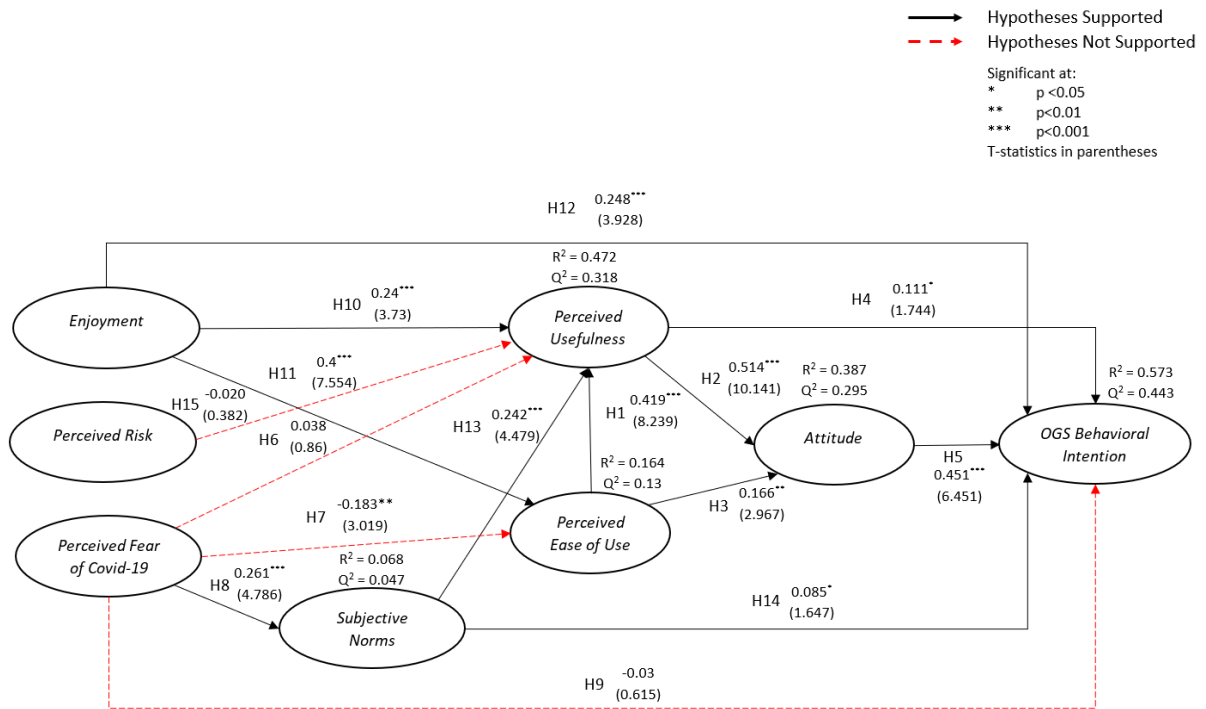 Hypotheses Supported
Hypotheses Not Supported
Significant at:
* p <0.05
** p<0.01
*** p<0.001
T-statistics in parentheses
H12 0.248***
(3.928)
R² = 0.472
Q² = 0.318
Enjoyment
H10 0.24***
(3.73)
Perceived
Usefulness
H4 0.111*
(1.744)
H11 0.4***
(7.554)
H2 0.514***
(10.141)
R² = 0.387
Q² = 0.295
R² = 0.573
Q² = 0.443
H15 -0.020
(0.382)
H6 0.038
(0.86)
H13 0.242***
(4.479)
H1 0.419***
(8.239)
Perceived Risk
Attitude
OGS Behavioral
Intention
H5
0.451***
(6.451)
R² = 0.164
Q² = 0.13
H3 0.166**
(2.967)
H7 -0.183**
(3.019)
Perceived
Ease of Use
Perceived Fear
of Covid-19
R² = 0.068
Q² = 0.047
H8 0.261***
(4.786)
Subjective
Norms
H14 0.085*
(1.647)
H9 -0.03
(0.615)